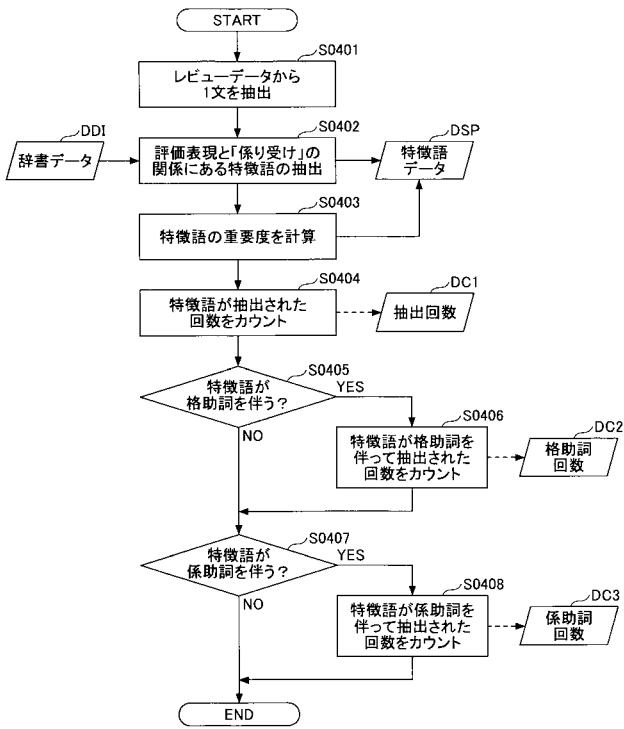 START
S0401
レビューデータから
1文を抽出
S0402
DDI
辞書データ
評価表現と「係り受け」の
関係にある特徴語の抽出
DSP
特徴語
データ
S0403
特徴語の重要度を計算
S0404
特徴語が抽出された
回数をカウント
DC1
抽出回数
S0405
特徴語が
格助詞を伴う?
YES
NO
S0406
特徴語が格助詞を
伴って抽出された
回数をカウント
DC2
格助詞
回数
S0407
特徴語が
係助詞を伴う?
YES
NO
S0408
特徴語が係助詞を
伴って抽出された
回数をカウント
DC3
係助詞
回数
END